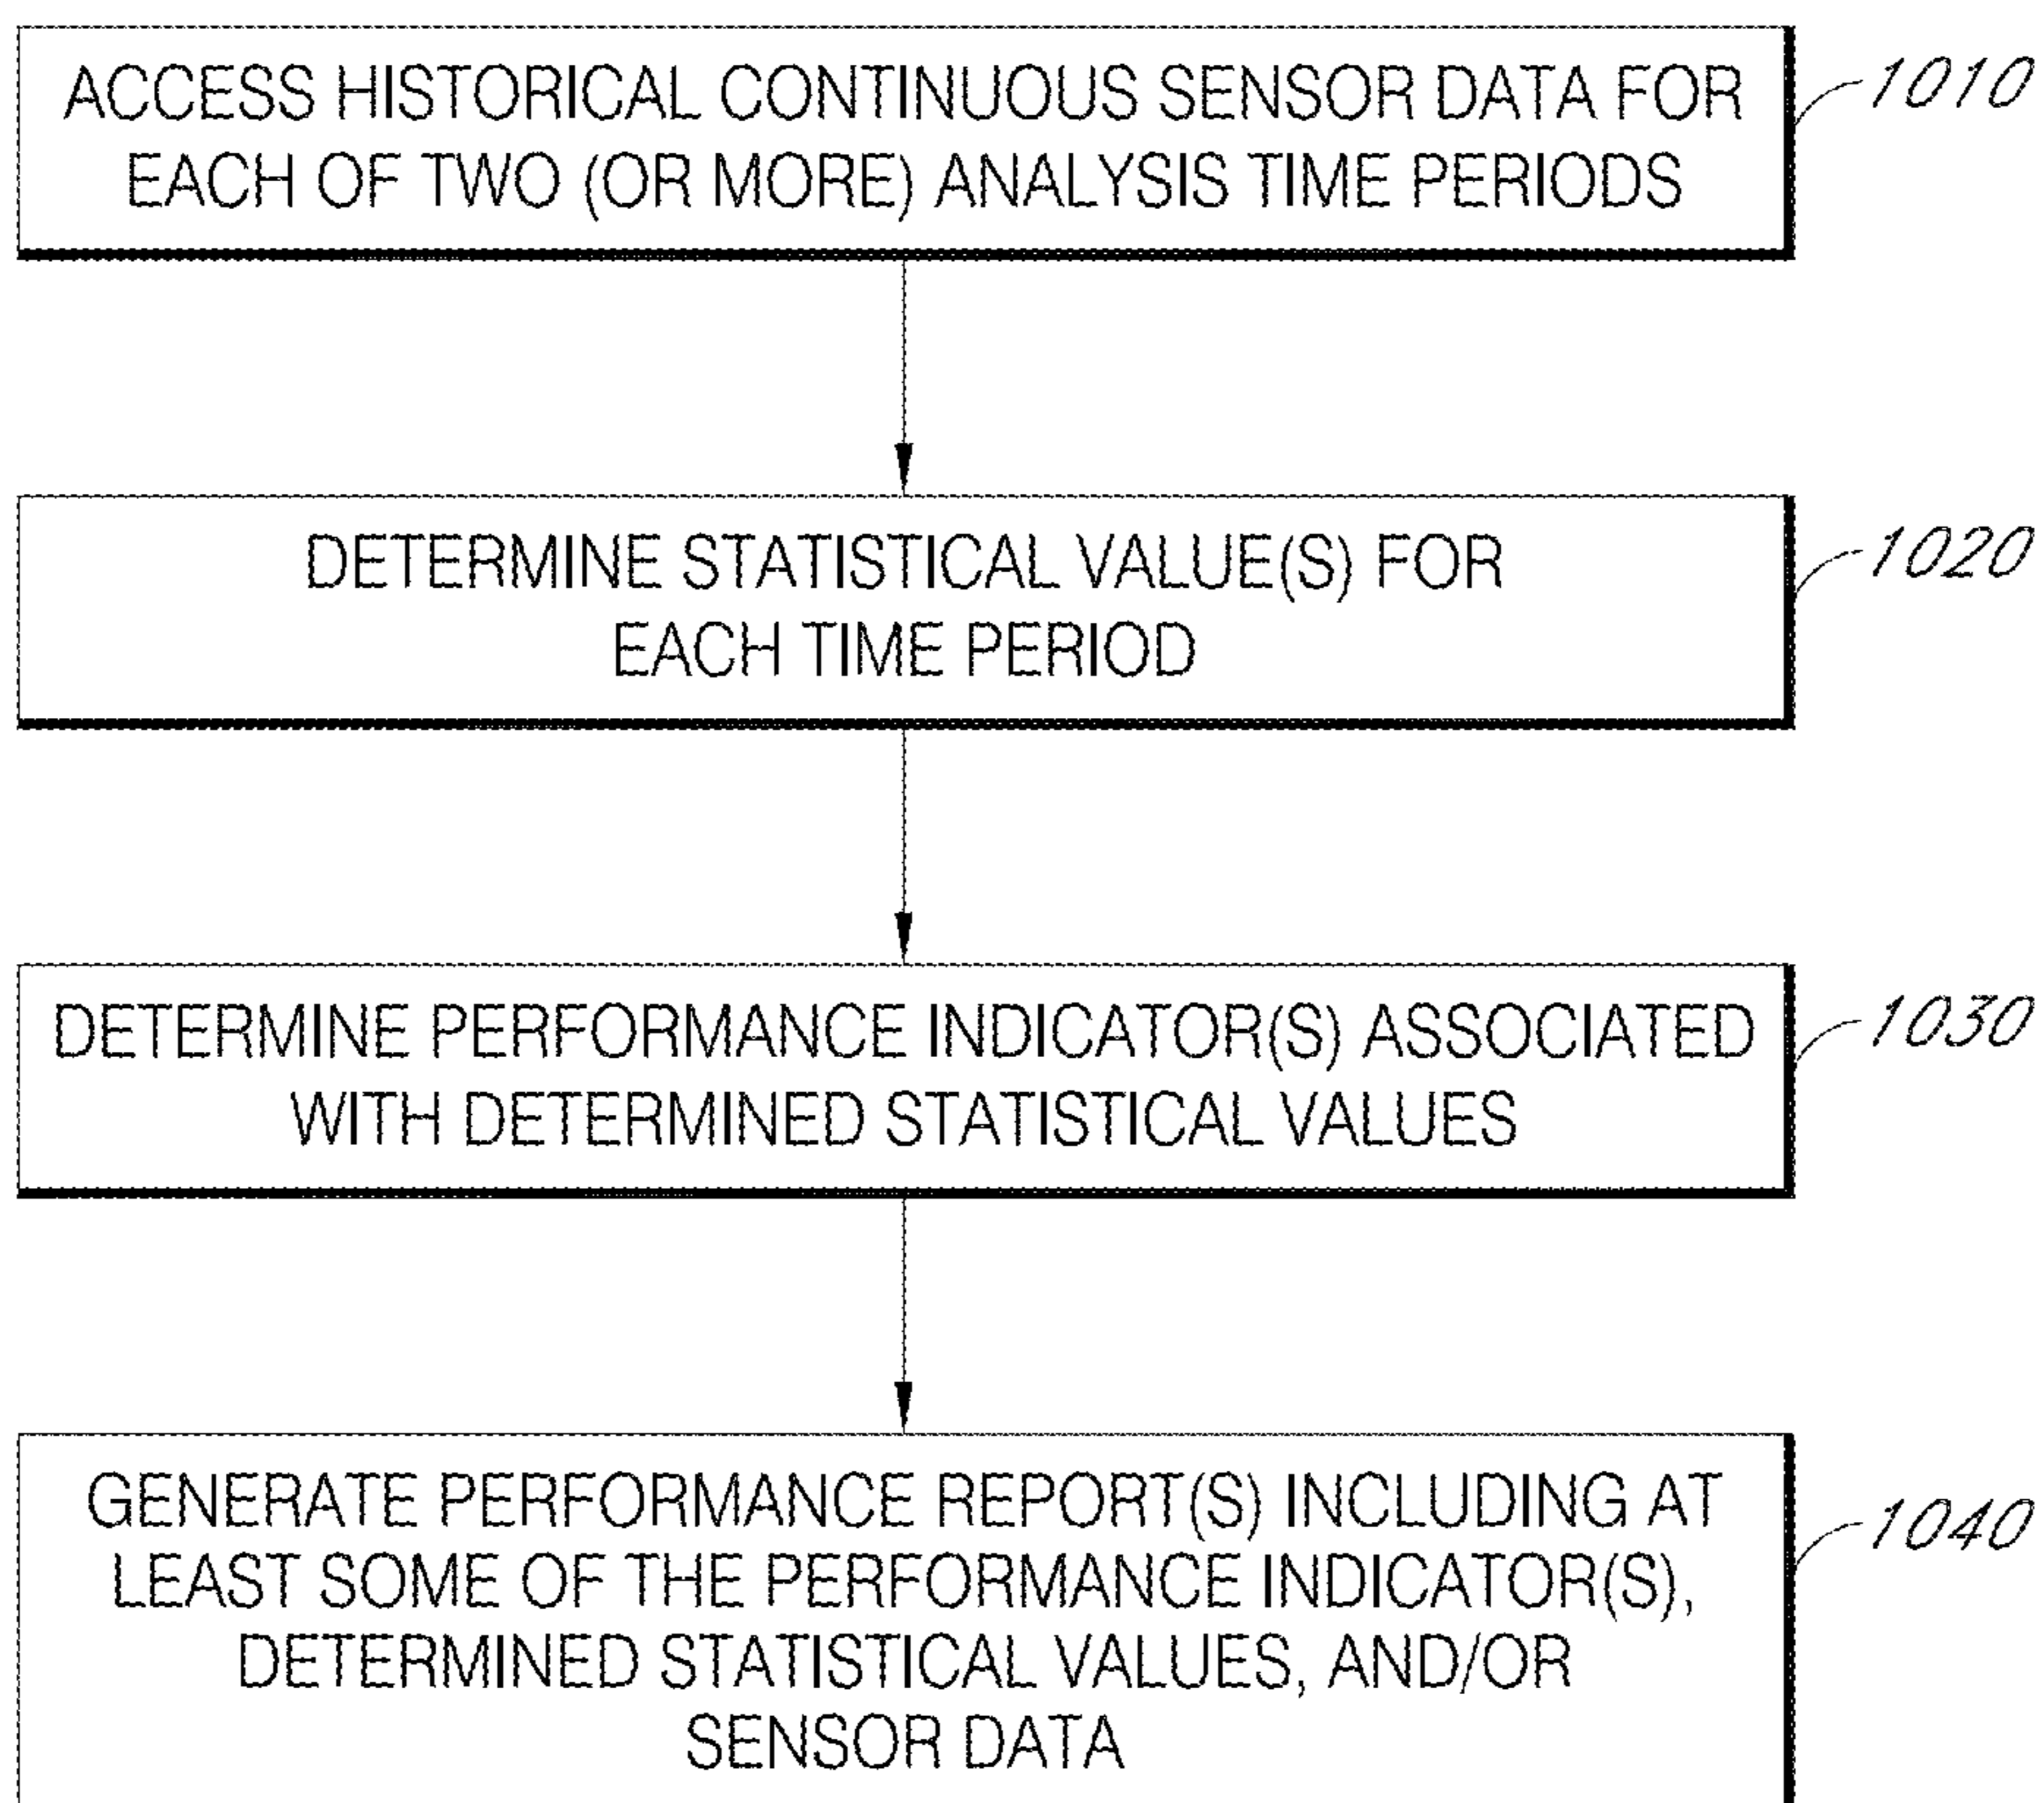 ACCESS HISTORICAL CONTINUOUS SENSOR DATA FOR
EACH OF TWO (OR MORE) ANALYSIS TIME PERIODS
1010
DETERMINE STATISTICAL VALUE(S) FOR
EACH TIME PERIOD
1020
DETERMINE PERFORMANCE INDICATOR(S) ASSOCIATED
WITH DETERMINED STATISTICAL VALUES
1030
GENERATE PERFORMANCE REPORT(S) INCLUDING AT
LEAST SOME OF THE PERFORMANCE INDICATOR(S),
DETERMINED STATISTICAL VALUES, AND/OR
SENSOR DATA
1040